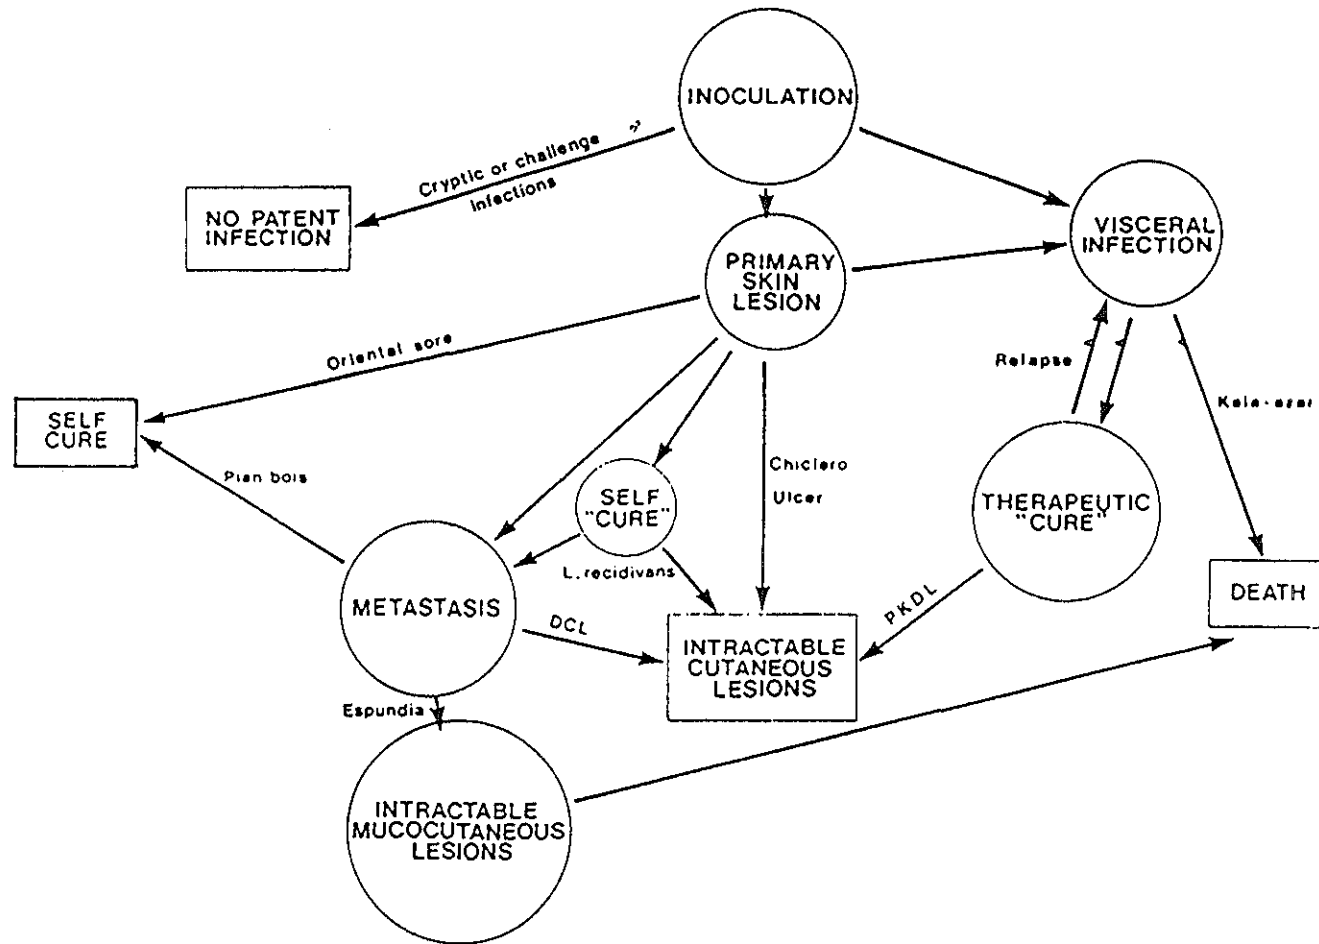 INOCULATION
Cryptic or challenge
infections
NO PATENT
INFECTION
VISCERAL
INFECTION
PRIMARY
SKIN
LESION
Oriental sore
Relapse
Kala-azar
SELF
CURE
Pian bois
Chiclero
Ulcer
SELF
"CURE"
THERAPEUTIC
"CURE"
L. recidivans
METASTASIS
DCL
PKDL
DEATH
INTRACTABLE
CUTANEOUS
LESIONS
Espundia
INTRACTABLE
MUCOCUTANEOUS
LESIONS